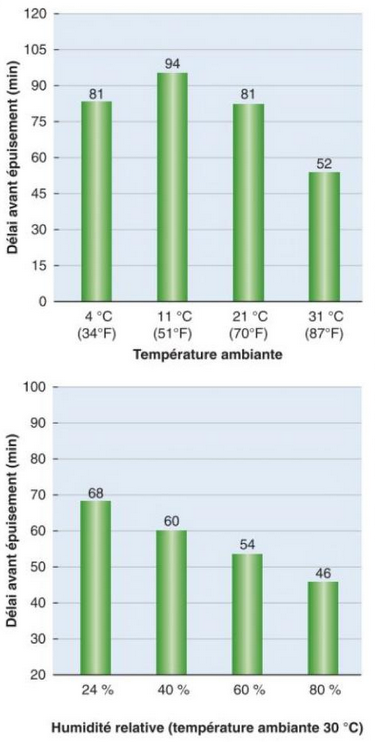 Délai avant épuisement (min)
120
105
90
75
60
45
30
15
0
81
94
81
52
4 °C
(34°F)
11 °C
(51°F)
21 °C
(70°F)
31 °C
(87°F)
Température ambiante
Délai avant épuisement (min)
100
90
80
70
60
50
40
30
20
68
60
54
46
24 %
40 %
60 %
80 %
Humidité relative (température ambiante 30 °C)